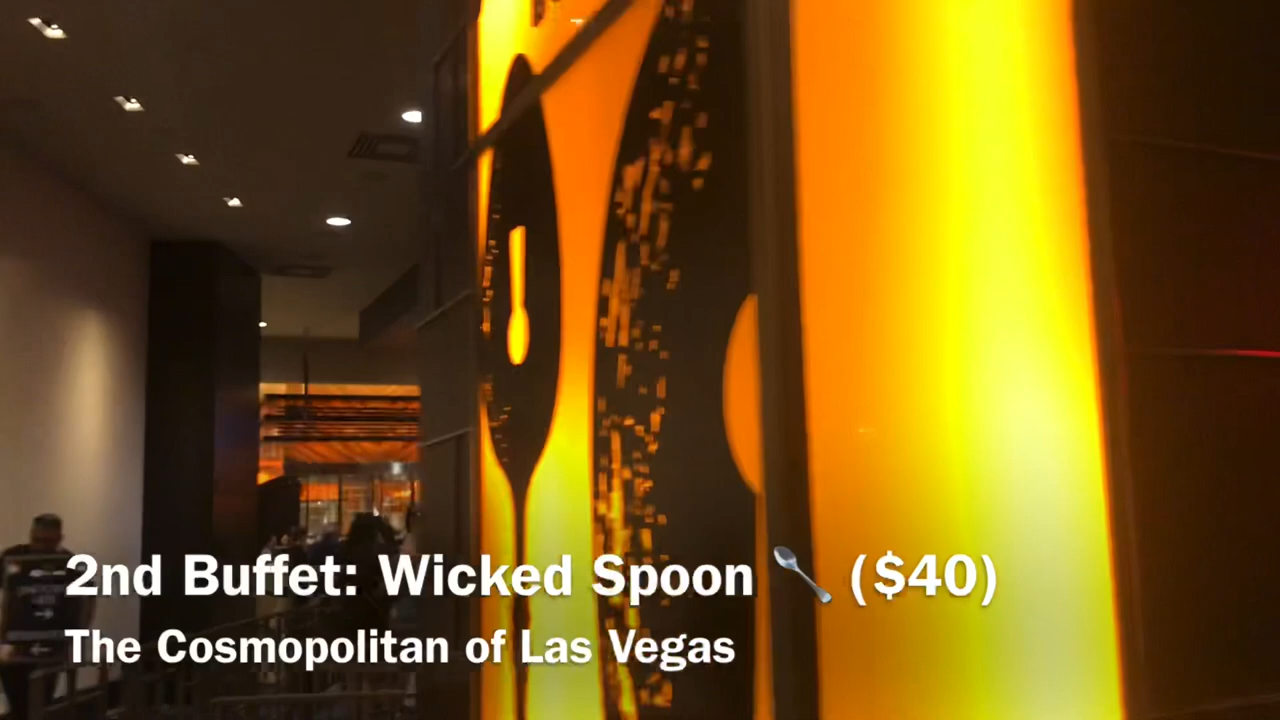 2nd Buffet: Wicked Spoon 🥄 ($40)
The Cosmopolitan of Las Vegas